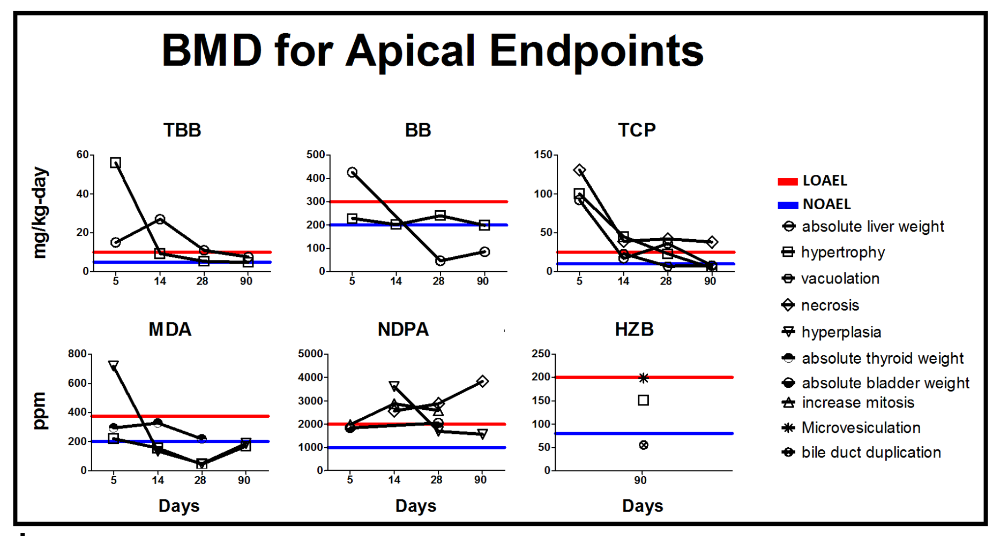 BMD for Apical Endpoints
TBB
BB
TCP
mg/kg-day
60
40
20
0
5 14 28 90
500
400
300
200
100
0
5 14 28 90
150
100
50
0
5 14 28 90
MDA
NDPA
HZB
ppm
800
600
400
200
0
5 14 28 90
Days
5000
4000
3000
2000
1000
0
5 14 28 90
Days
250
200
150
100
50
0
90
Days
LOAEL
NOAEL
absolute liver weight
hypertrophy
vacuolation
necrosis
hyperplasia
absolute thyroid weight
absolute bladder weight
increase mitosis
Microvesiculation
bile duct duplication